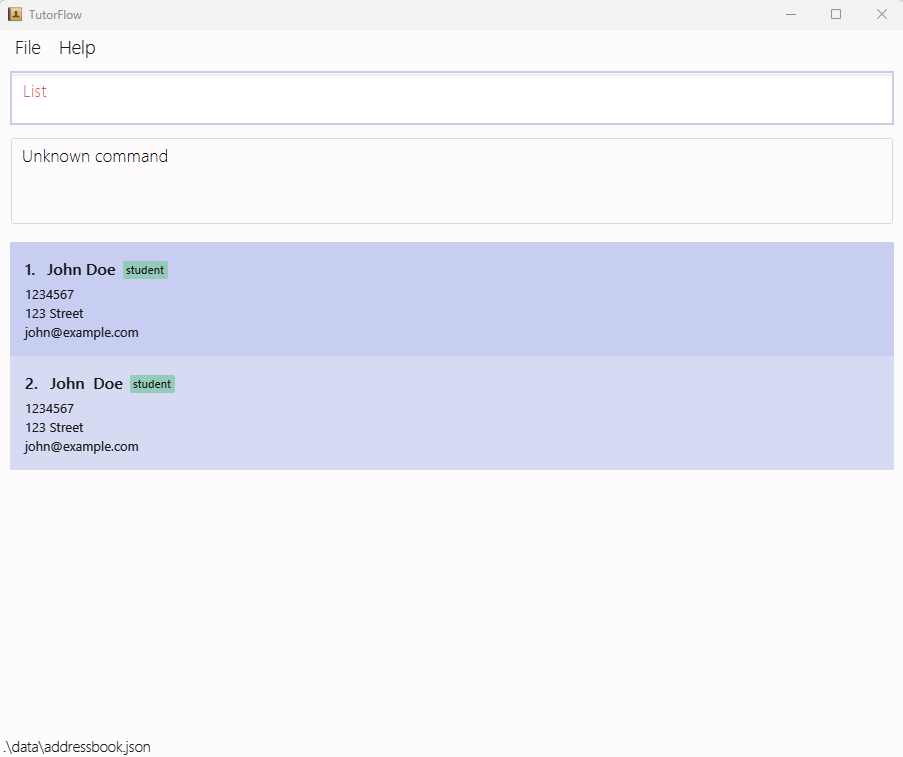 TutorFlow
File Help
List
Unknown command
1. John Doe student
1234567
123 Street
john@example.com
2. John  Doe student
1234567
123 Street
john@example.com
.\data\addressbook.json